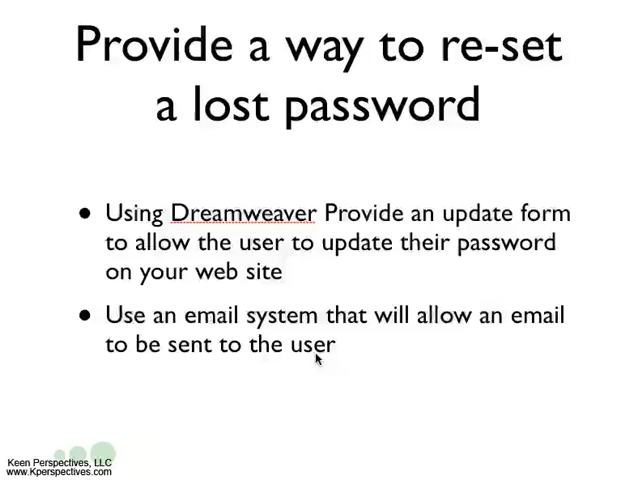 Provide a way to re-set
a lost password
• Using Dreamweaver Provide an update form
to allow the user to update their password
on your web site
• Use an email system that will allow an email
to be sent to the user
Keen Perspectives, LLC
www.Kperspectives.com